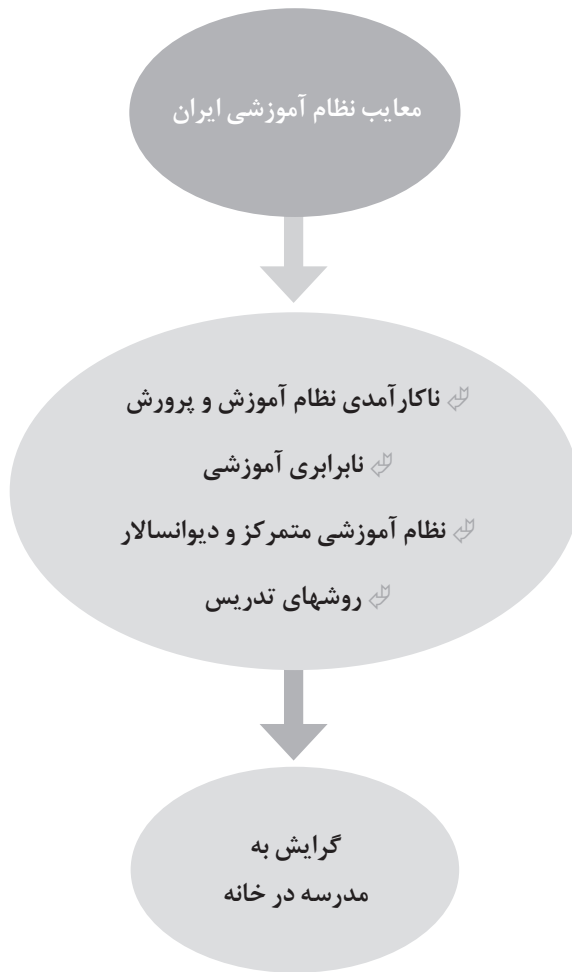 معایب نظام آموزشی ایران
ناکارآمدی نظام آموزش و پرورش
نابرابری آموزشی
نظام آموزشی متمرکز و دیوانسالار
روشهای تدریس
گرایش به
مدرسه در خانه